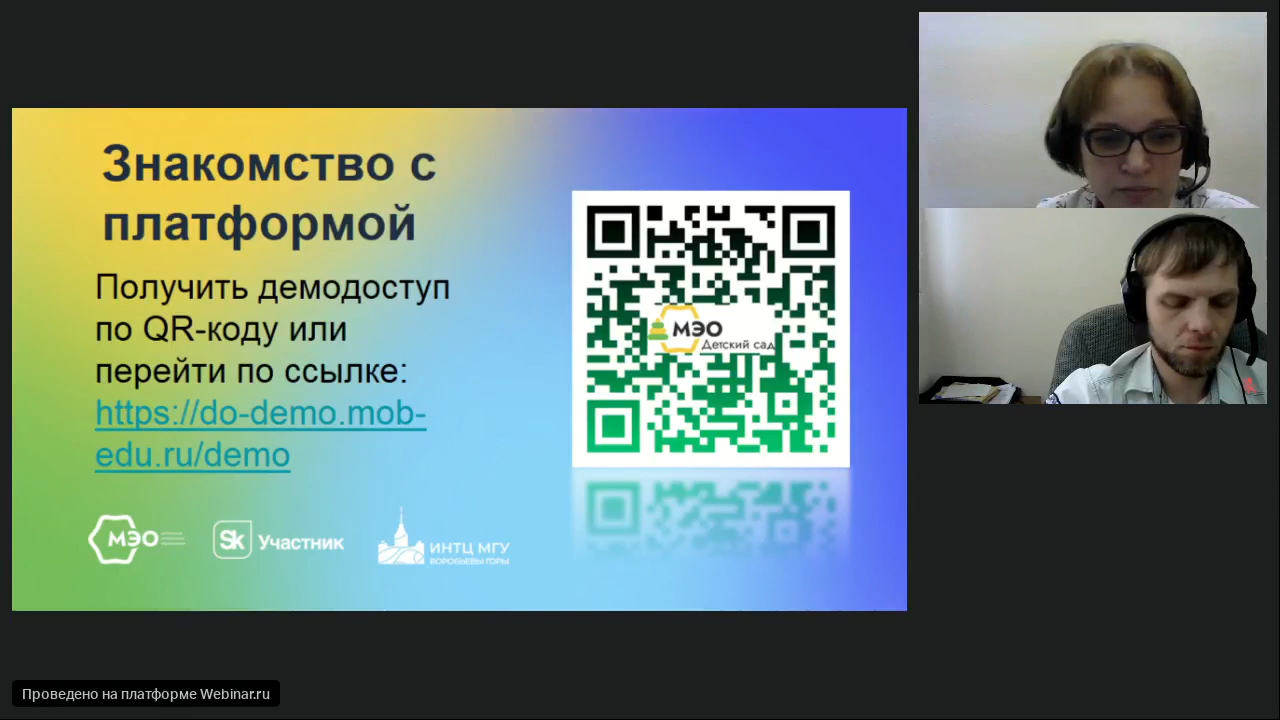 Знакомство с
платформой
Получить демодоступ
по QR-коду или
перейти по ссылке:
https://do-demo.mob-
edu.ru/demo
МЭО
Детский сад
МЭО
Sk Участник
ИНТЦ МГУ
ВОРОБЬЕВЫ ГОРЫ
Проведено на платформе Webinar.ru